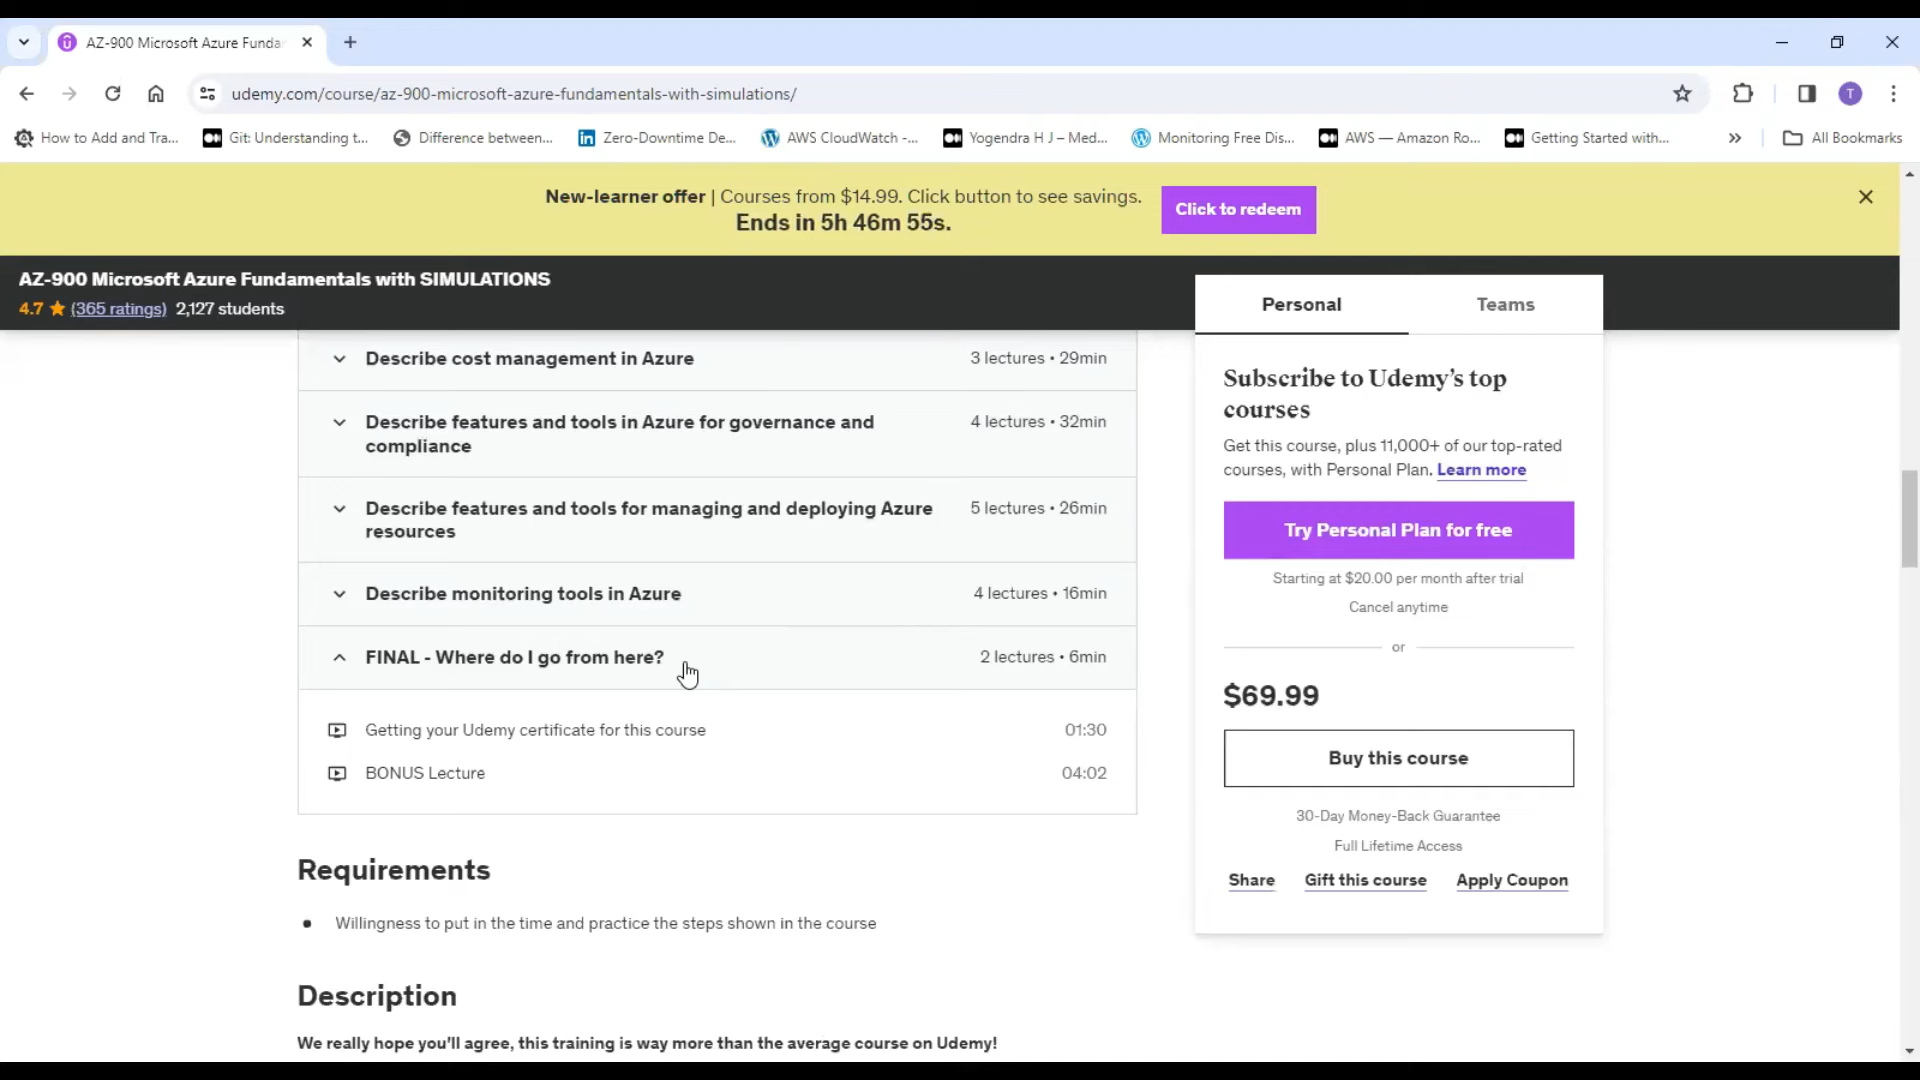 AZ-900 Microsoft Azure Funda
udemy.com/course/az-900-microsoft-azure-fundamentals-with-simulations/
T
How to Add and Tra...
Git: Understanding t...
Difference between...
in
Zero-Downtime De...
AWS CloudWatch -...
Yogendra H J – Med...
Monitoring Free Dis...
AWS — Amazon Ro...
Getting Started with...
»
All Bookmarks
New-learner offer | Courses from $14.99. Click button to see savings.
Ends in 5h 46m 55s.
Click to redeem
AZ-900 Microsoft Azure Fundamentals with SIMULATIONS
4.7 ★ (365 ratings) 2,127 students
Describe cost management in Azure
3 lectures • 29min
Describe features and tools in Azure for governance and
compliance
4 lectures • 32min
Describe features and tools for managing and deploying Azure
resources
5 lectures • 26min
Describe monitoring tools in Azure
4 lectures • 16min
FINAL - Where do I go from here?
2 lectures • 6min
Getting your Udemy certificate for this course
01:30
BONUS Lecture
04:02
Requirements
• Willingness to put in the time and practice the steps shown in the course
Description
We really hope you'll agree, this training is way more than the average course on Udemy!
Personal
Teams
Subscribe to Udemy’s top
courses
Get this course, plus 11,000+ of our top-rated
courses, with Personal Plan. Learn more
Try Personal Plan for free
Starting at $20.00 per month after trial
Cancel anytime
or
$69.99
Buy this course
30-Day Money-Back Guarantee
Full Lifetime Access
Share
Gift this course
Apply Coupon